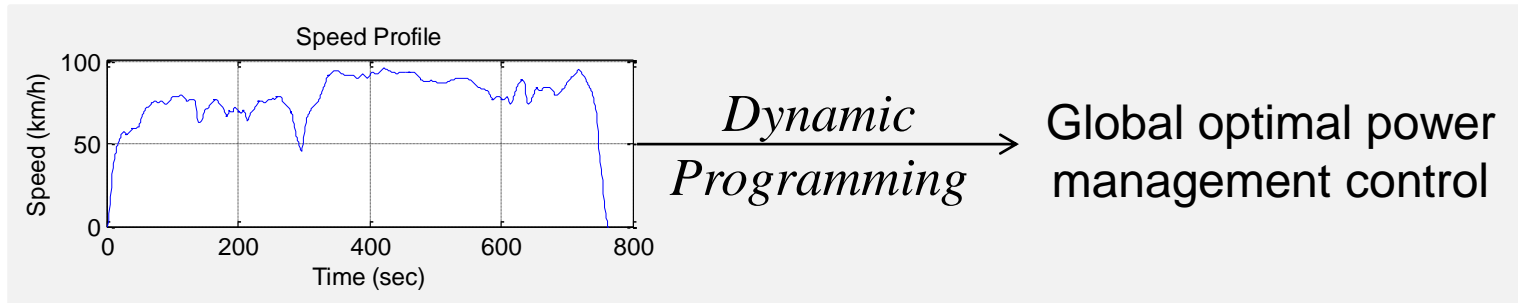 Speed Profile
100
50
0
Speed (km/h)
0 200 400 600 800
Time (sec)
Dynamic
Programming
Global optimal power
management control